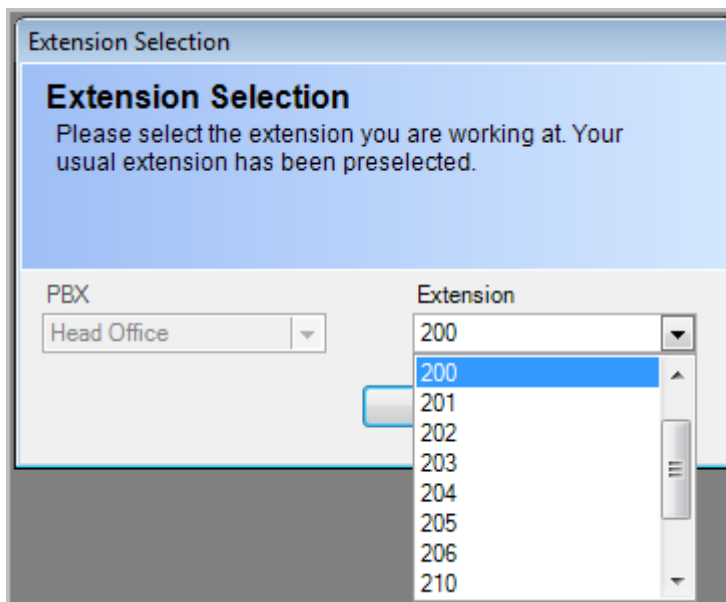 Extension Selection
Extension Selection
Please select the extension you are working at. Your
usual extension has been preselected.
PBX
Extension
Head Office
200
200
201
202
203
204
205
206
210